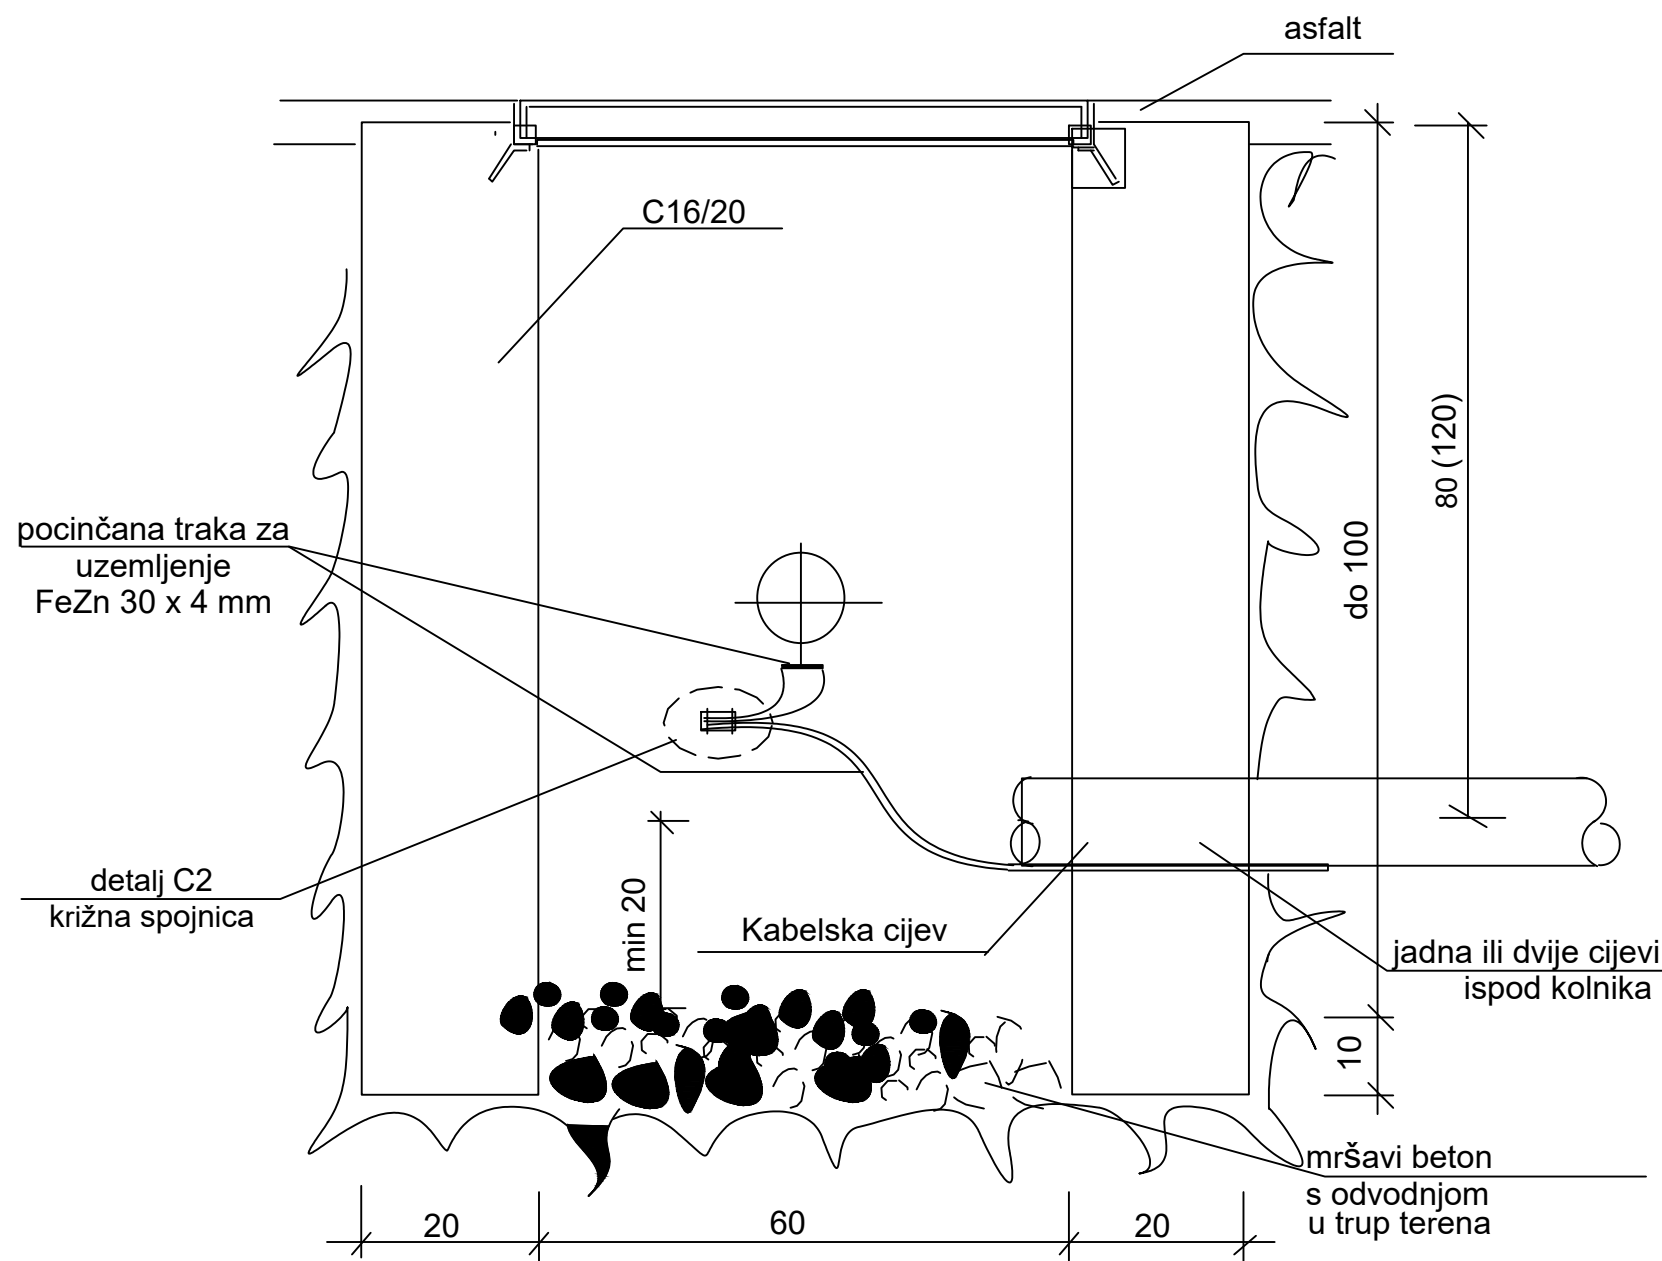 asfalt
C16/20
80 (120)
do 100
pocinčana traka za
uzemljenje
FeZn 30 x 4 mm
detalj C2
križna spojnica
min 20
Kabelska cijev
jadna ili dvije cijevi
ispod kolnika
10
mršavi beton
s odvodnjom
u trup terena
20
60
20